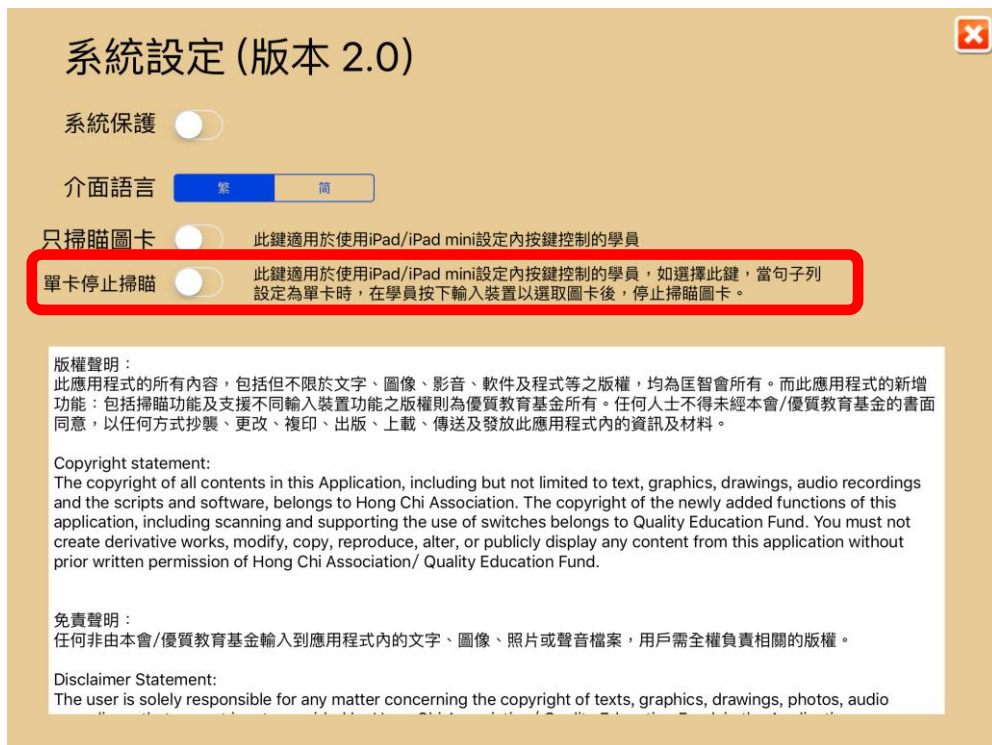 系統設定 (版本 2.0)
系統保護
介面語言 繁 简
只掃瞄圖卡 此鍵適用於使用iPad/iPad mini設定內按鍵控制的學員
單卡停止掃瞄 此鍵適用於使用iPad/iPad mini設定內按鍵控制的學員，如選擇此鍵，當句子列
設定為單卡時，在學員按下輸入裝置以選取圖卡後，停止掃瞄圖卡。
版權聲明：
此應用程式的所有內容，包括但不限於文字、圖像、影音、軟件及程式等之版權，均為匡智會所有。而此應用程式的新增
功能：包括掃瞄功能及支援不同輸入裝置功能之版權則為優質教育基金所有。任何人士不得未經本會/優質教育基金的書面
同意，以任何方式抄襲、更改、複印、出版、上載、傳送及發放此應用程式內的資訊及材料。
Copyright statement:
The copyright of all contents in this Application, including but not limited to text, graphics, drawings, audio recordings
and the scripts and software, belongs to Hong Chi Association. The copyright of the newly added functions of this
application, including scanning and supporting the use of switches belongs to Quality Education Fund. You must not
create derivative works, modify, copy, reproduce, alter, or publicly display any content from this application without
prior written permission of Hong Chi Association/ Quality Education Fund.
免責聲明：
任何非由本會/優質教育基金輸入到應用程式內的文字、圖像、照片或聲音檔案，用戶需全權負責相關的版權。
Disclaimer Statement:
The user is solely responsible for any matter concerning the copyright of texts, graphics, drawings, photos, audio